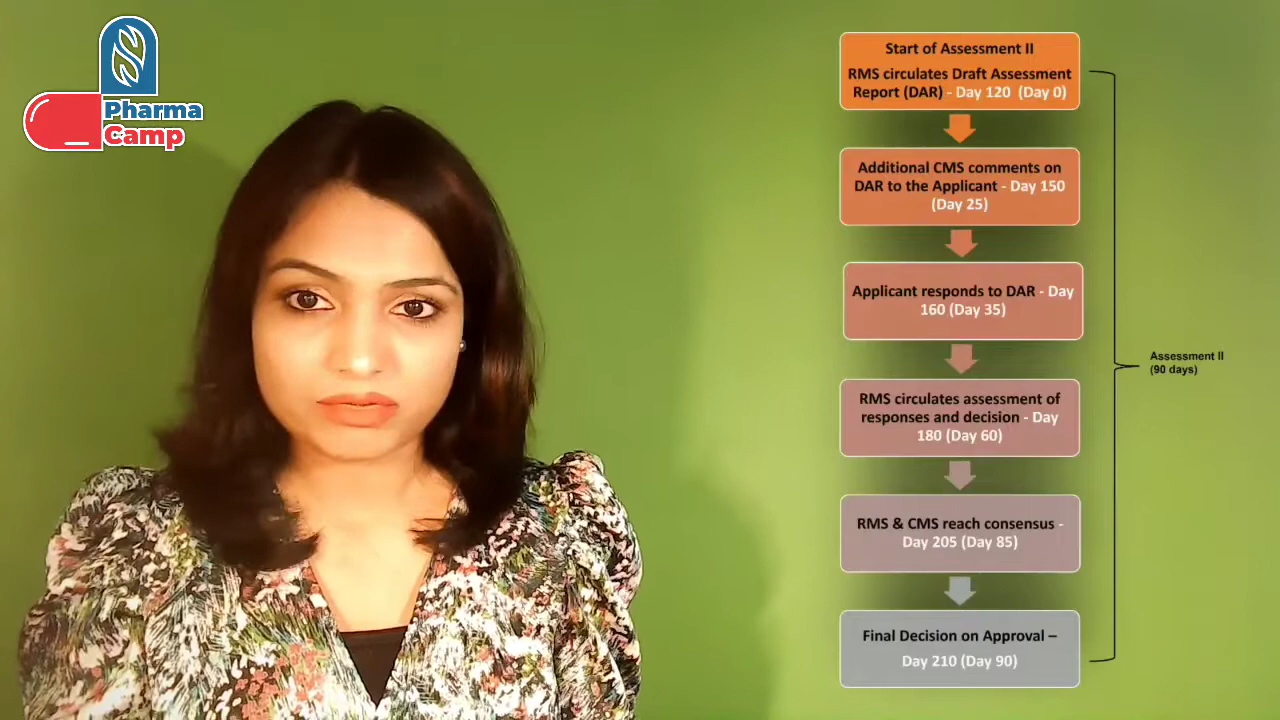 Pharma
Camp
Start of Assessment II
RMS circulates Draft Assessment
Report (DAR) - Day 120 (Day 0)
Additional CMS comments on
DAR to the Applicant - Day 150
(Day 25)
Applicant responds to DAR - Day
160 (Day 35)
RMS circulates assessment of
responses and decision - Day
180 (Day 60)
RMS & CMS reach consensus -
Day 205 (Day 85)
Final Decision on Approval –
Day 210 (Day 90)
Assessment II
(90 days)